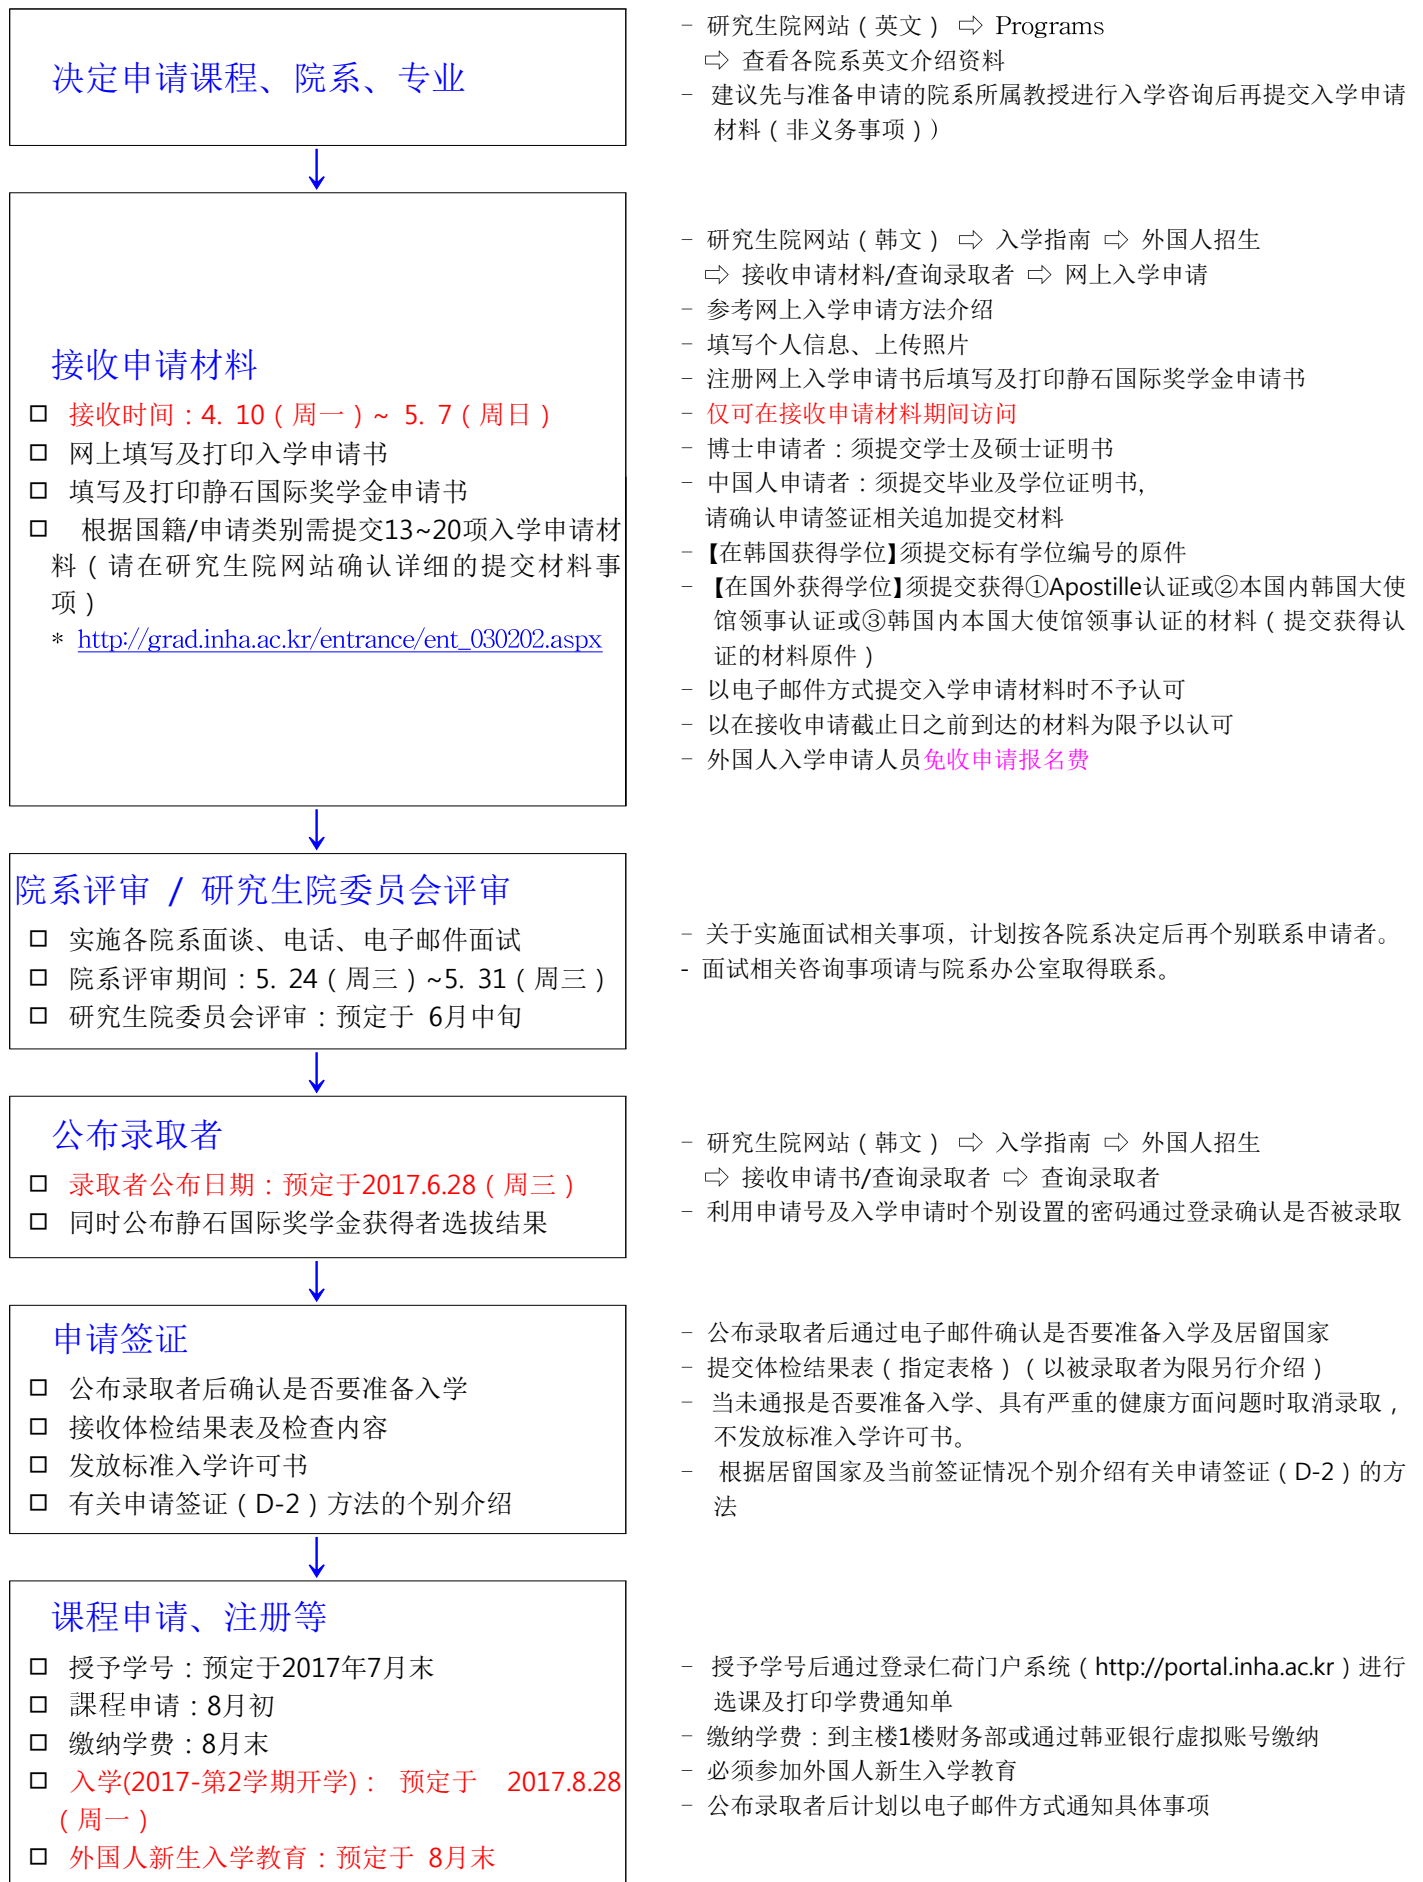 决定申请课程、院系、专业
- 研究生院网站（英文） ⇨ Programs
⇨ 查看各院系英文介绍资料
- 建议先与准备申请的院系所属教授进行入学咨询后再提交入学申请
材料（非义务事项））
接收申请材料
□ 接收时间：4. 10（周一）~ 5. 7（周日）
□ 网上填写及打印入学申请书
□ 填写及打印静石国际奖学金申请书
□ 根据国籍/申请类别需提交13~20项入学申请材
料（请在研究生院网站确认详细的提交材料事
项）
* http://grad.inha.ac.kr/entrance/ent_030202.aspx
- 研究生院网站（韩文） ⇨ 入学指南 ⇨ 外国人招生
⇨ 接收申请材料/查询录取者 ⇨ 网上入学申请
- 参考网上入学申请方法介绍
- 填写个人信息、上传照片
- 注册网上入学申请书后填写及打印静石国际奖学金申请书
- 仅可在接收申请材料期间访问
- 博士申请者：须提交学士及硕士证明书
- 中国人申请者：须提交毕业及学位证明书,
请确认申请签证相关追加提交材料
- 【在韩国获得学位】须提交标有学位编号的原件
- 【在国外获得学位】须提交获得①Apostille认证或②本国内韩国大使
馆领事认证或③韩国内本国大使馆领事认证的材料（提交获得认
证的材料原件）
- 以电子邮件方式提交入学申请材料时不予认可
- 以在接收申请截止日之前到达的材料为限予以认可
- 外国人入学申请人员免收申请报名费
院系评审 / 研究生院委员会评审
□ 实施各院系面谈、电话、电子邮件面试
□ 院系评审期间：5. 24（周三）~5. 31（周三）
□ 研究生院委员会评审：预定于 6月中旬
- 关于实施面试相关事项，计划按各院系决定后再个别联系申请者。
- 面试相关咨询事项请与院系办公室取得联系。
公布录取者
□ 录取者公布日期：预定于2017.6.28（周三）
□ 同时公布静石国际奖学金获得者选拔结果
- 研究生院网站（韩文） ⇨ 入学指南 ⇨ 外国人招生
⇨ 接收申请书/查询录取者 ⇨ 查询录取者
- 利用申请号及入学申请时个别设置的密码通过登录确认是否被录取
申请签证
□ 公布录取者后确认是否要准备入学
□ 接收体检结果表及检查内容
□ 发放标准入学许可书
□ 有关申请签证（D-2）方法的个别介绍
- 公布录取者后通过电子邮件确认是否要准备入学及居留国家
- 提交体检结果表（指定表格）（以被录取者为限另行介绍）
- 当未通报是否要准备入学、具有严重的健康方面问题时取消录取，
不发放标准入学许可书。
- 根据居留国家及当前签证情况个别介绍有关申请签证（D-2）的方
法
课程申请、注册等
□ 授予学号：预定于2017年7月末
□ 課程申请：8月初
□ 缴纳学费：8月末
□ 入学(2017-第2学期开学)： 预定于 2017.8.28
（周一）
□ 外国人新生入学教育：预定于 8月末
- 授予学号后通过登录仁荷门户系统（http://portal.inha.ac.kr）进行
选课及打印学费通知单
- 缴纳学费：到主楼1楼财务部或通过韩亚银行虚拟账号缴纳
- 必须参加外国人新生入学教育
- 公布录取者后计划以电子邮件方式通知具体事项